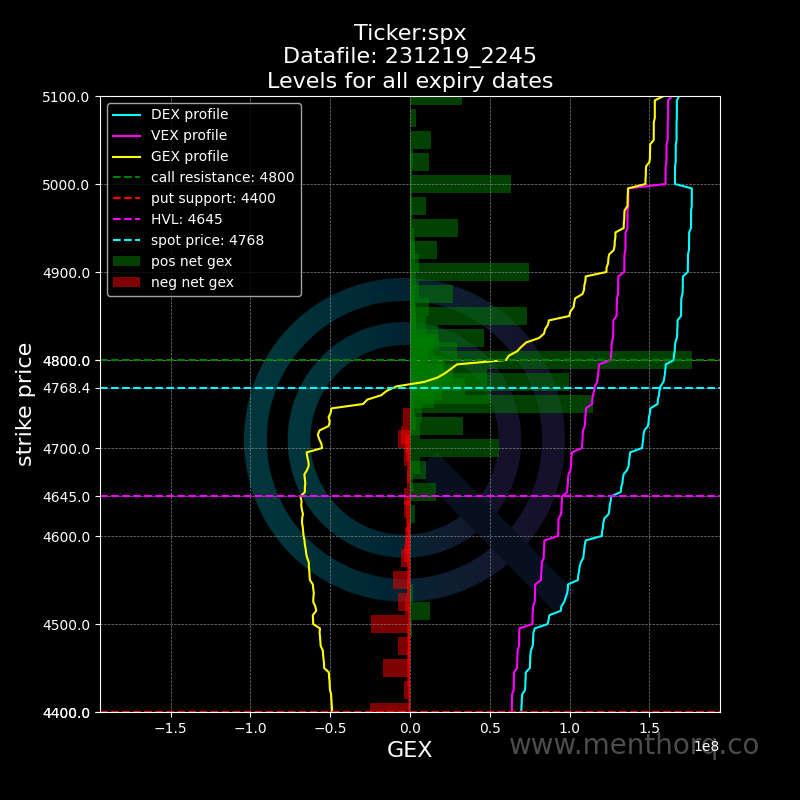 Ticker:spx
Datafile: 231219_2245
Levels for all expiry dates
DEX profile
VEX profile
GEX profile
call resistance: 4800
put support: 4400
HVL: 4645
spot price: 4768
pos net gex
neg net gex
strike price
5100.0
5000.0
4900.0
4800.0
4768.4
4700.0
4645.0
4600.0
4500.0
4400.0
−1.5 −1.0 −0.5 0.0 0.5 1.0 1.5
1e8
GEX
www.menthorq.co